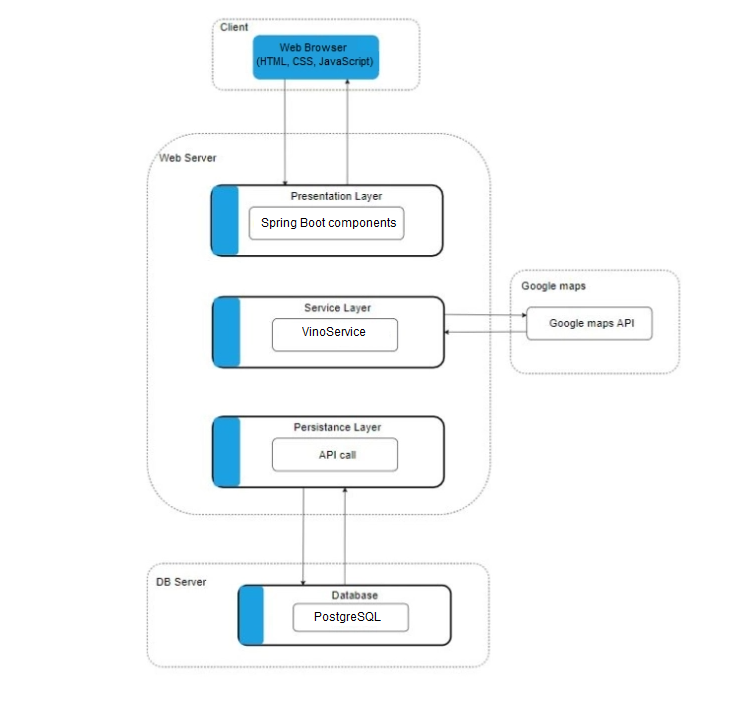 Client
Web Browser
(HTML, CSS, JavaScript)
Web Server
Presentation Layer
Spring Boot components
Service Layer
VinoService
Google maps
Google maps API
Persistance Layer
API call
DB Server
Database
PostgreSQL